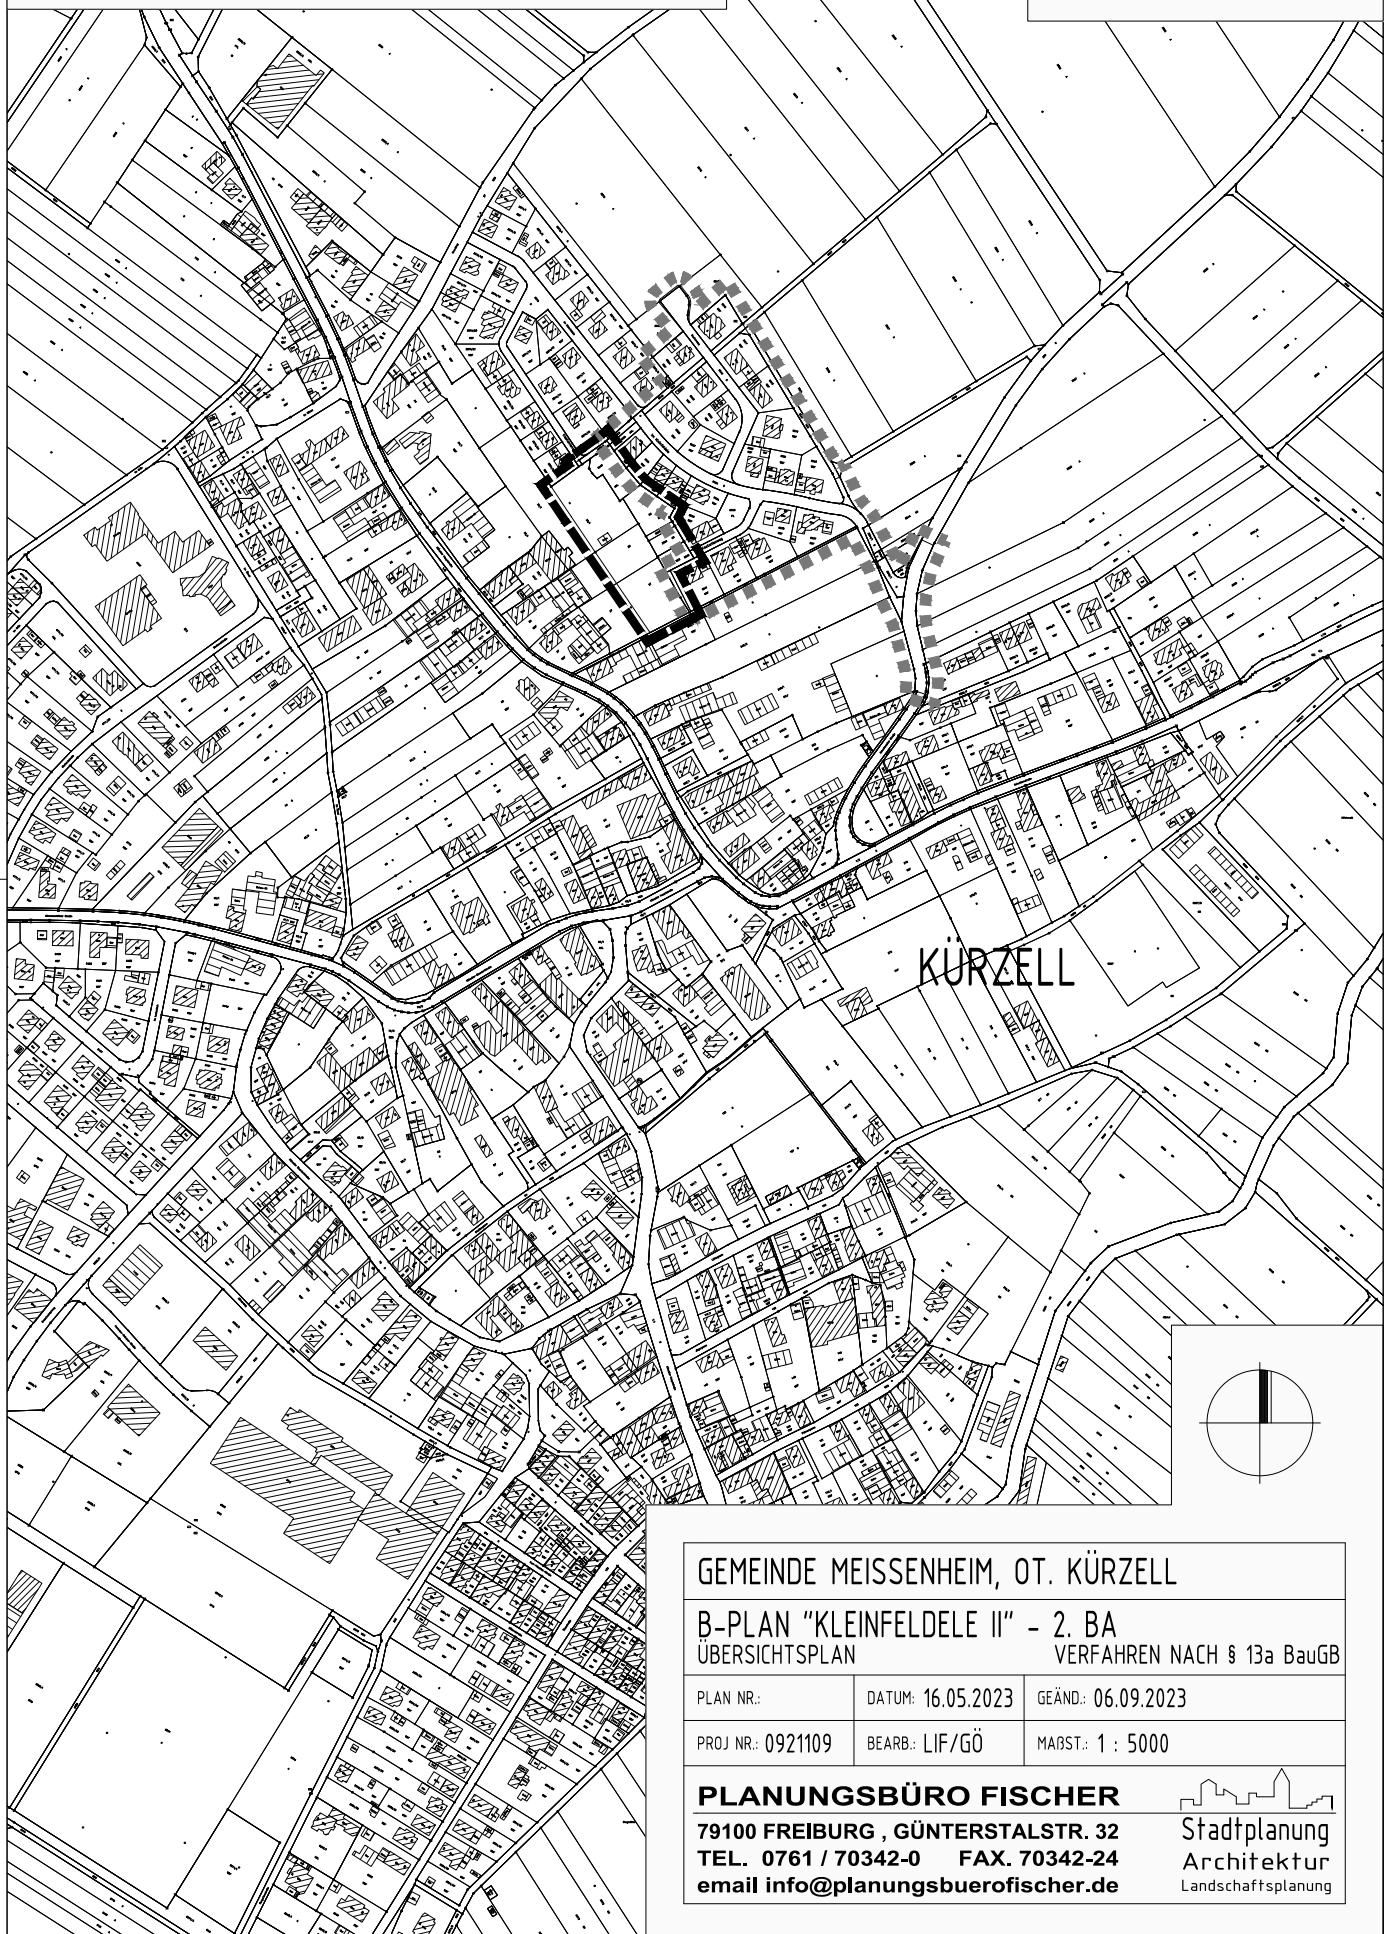 KÜRZELL
GEMEINDE MEISSENHEIM, OT. KÜRZELL
B-PLAN "KLEINFELDELE II" - 2. BA
ÜBERSICHTSPLAN VERFAHREN NACH § 13a BauGB
PLAN NR.: DATUM: 16.05.2023 GEÄND.: 06.09.2023
PROJ NR.: 0921109 BEARB.: LIF/GÖ MAßST.: 1 : 5000
PLANUNGSBÜRO FISCHER
79100 FREIBURG , GÜNTERSTALSTR. 32
TEL. 0761 / 70342-0 FAX. 70342-24
email info@planungsbuerofischer.de
Stadtplanung
Architektur
Landschaftsplanung